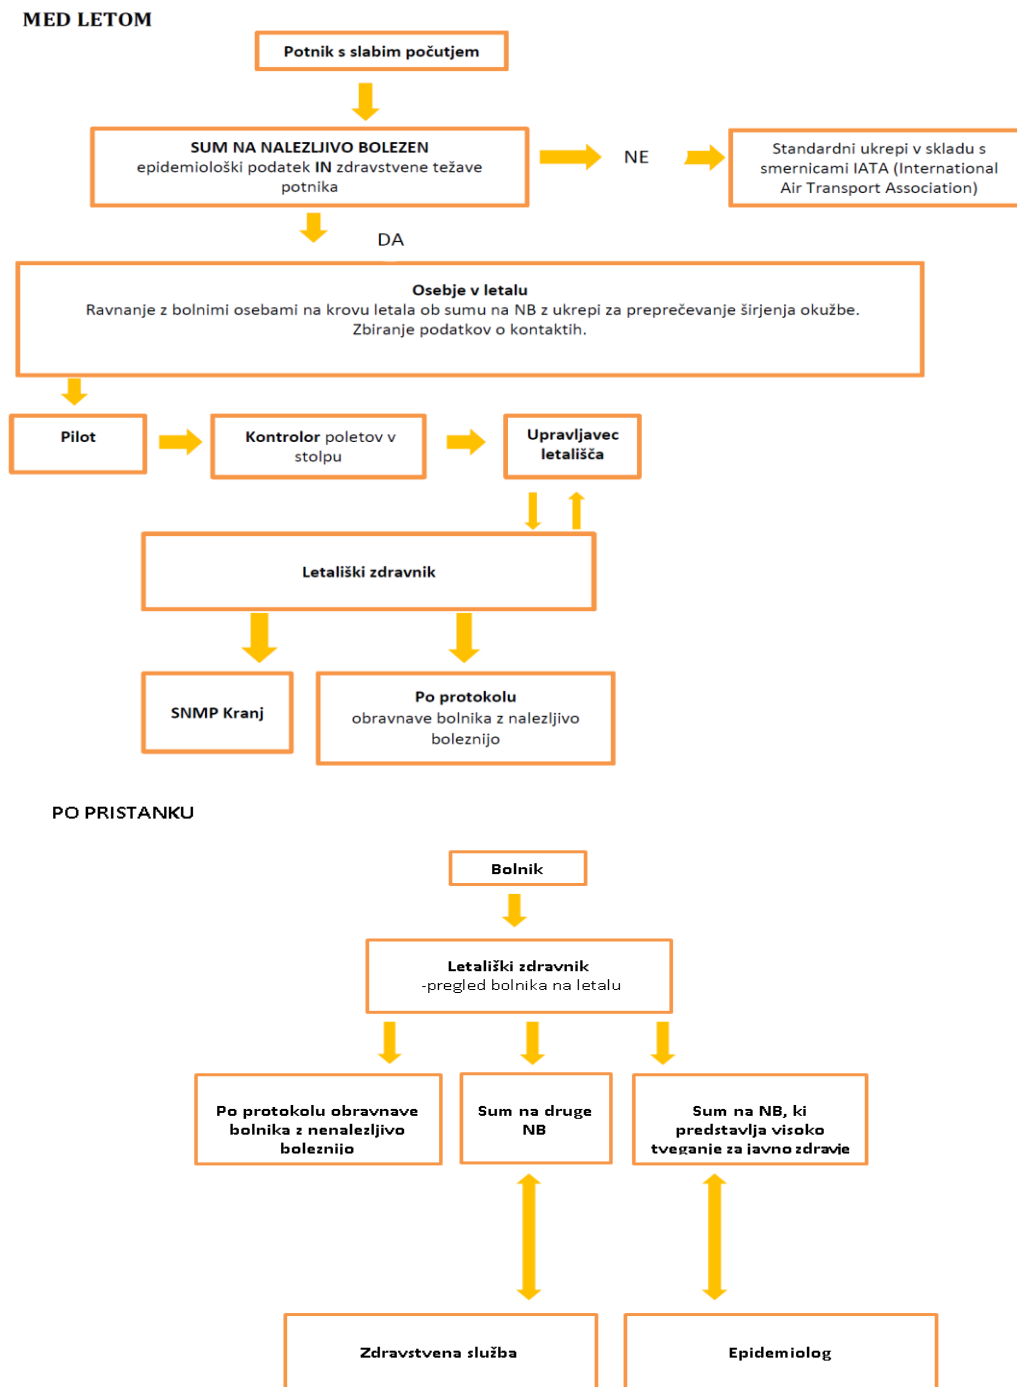 MED LETOM
Potnik s slabim počutjem
SUM NA NALEZLJIVO BOLEZEN
epidemiološki podatek IN zdravstvene težave
potnika
NE
Standardni ukrepi v skladu s
smernicami IATA (International
Air Transport Association)
DA
Osebje v letalu
Ravnanje z bolnimi osebami na krovu letala ob sumu na NB z ukrepi za preprečevanje širjenja okužbe.
Zbiranje podatkov o kontaktih.
Pilot
Kontrolor poletov v
stolpu
Upravljavec
letališča
Letališki zdravnik
SNMP Kranj
Po protokolu
obravnave bolnika z nalezljivo
boleznijo
PO PRISTANKU
Bolnik
Letališki zdravnik
-pregled bolnika na letalu
Po protokolu obravnave
bolnika z nenalezljivo
boleznijo
Sum na druge
NB
Sum na NB, ki
predstavlja visoko
tveganje za javno zdravje
Zdravstvena služba
Epidemiolog